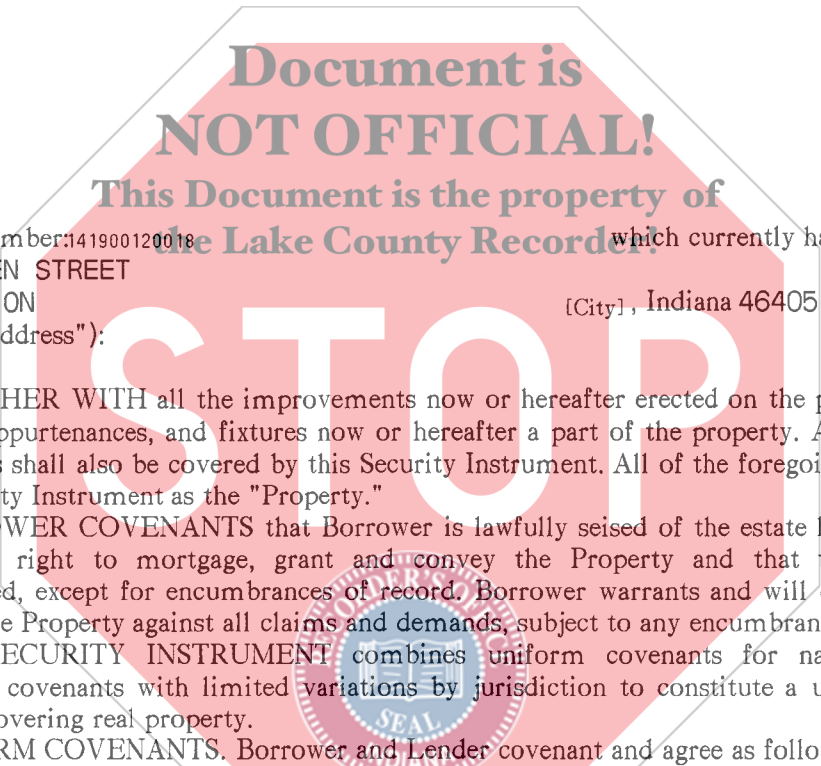 Document is
NOT OFFICIAL!
This Document is the property of
the Lake County Recorder!
mber:141900120018 which currently ha
EN STREET
ON [City], Indiana 46405
ddress"):
STOP
HER WITH all the improvements now or hereafter erected on the p
ppurtenances, and fixtures now or hereafter a part of the property. A
s shall also be covered by this Security Instrument. All of the foregoi
ty Instrument as the "Property."
WER COVENANTS that Borrower is lawfully seised of the estate h
right to mortgage, grant and convey the Property and that
ed, except for encumbrances of record. Borrower warrants and will
e Property against all claims and demands, subject to any encumbran
ECURITY INSTRUMENT combines uniform covenants for na
covenants with limited variations by jurisdiction to constitute a u
overing real property.
RM COVENANTS. Borrower and Lender covenant and agree as follo
SEAL